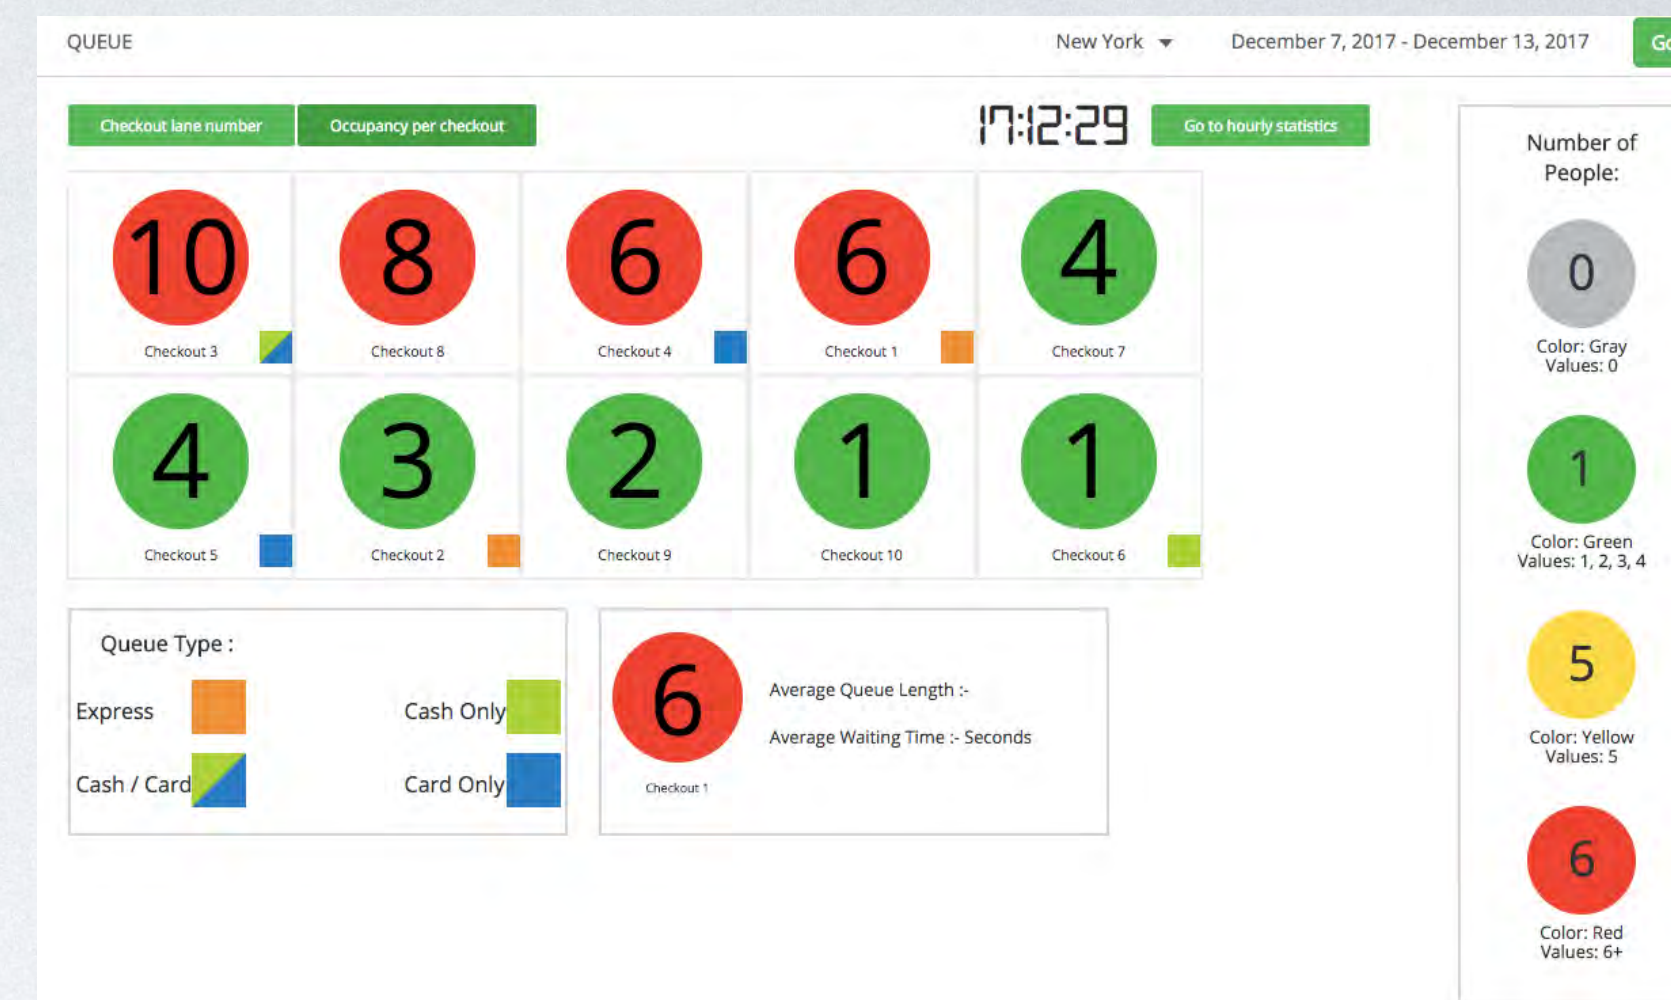 QUEUE
New York
December 7, 2017 - December 13, 2017
Go
Checkout lane number
Occupancy per checkout
17:12:29
Go to hourly statistics
10
8
6
6
4
Checkout 3
Checkout 8
Checkout 4
Checkout 1
Checkout 7
4
3
2
1
1
Checkout 5
Checkout 2
Checkout 9
Checkout 10
Checkout 6
Queue Type :
Express
Cash Only
Cash / Card
Card Only
6
Checkout 1
Average Queue Length :-
Average Waiting Time :- Seconds
Number of
People:
0
Color: Gray
Values: 0
1
Color: Green
Values: 1, 2, 3, 4
5
Color: Yellow
Values: 5
6
Color: Red
Values: 6+